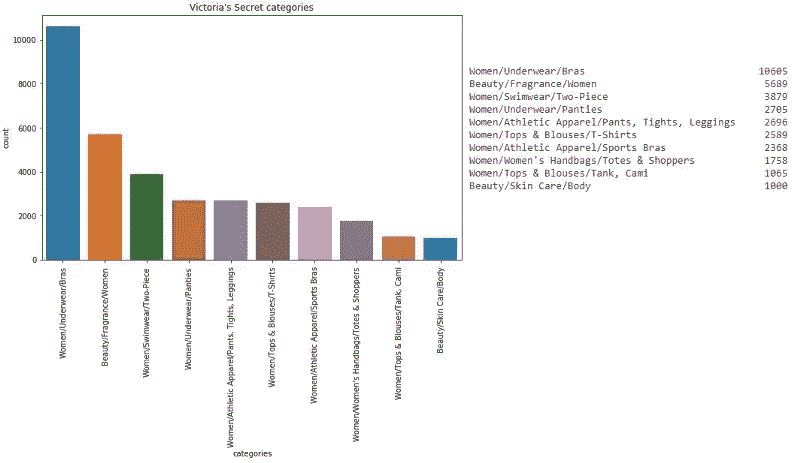 Victoria's Secret categories
10000
8000
6000
4000
2000
0
count
Women/Underwear/Bras
Beauty/Fragrance/Women
Women/Swimwear/Two-Piece
Women/Underwear/Panties
Women/Athletic Apparel/Pants, Tights, Leggings
Women/Tops & Blouses/T-Shirts
Women/Athletic Apparel/Sports Bras
Women/Women's Handbags/Totes & Shoppers
Women/Tops & Blouses/Tank, Cami
Beauty/Skin Care/Body
categories
Women/Underwear/Bras 10605
Beauty/Fragrance/Women 5689
Women/Swimwear/Two-Piece 3879
Women/Underwear/Panties 2705
Women/Athletic Apparel/Pants, Tights, Leggings 2696
Women/Tops & Blouses/T-Shirts 2589
Women/Athletic Apparel/Sports Bras 2368
Women/Women's Handbags/Totes & Shoppers 1758
Women/Tops & Blouses/Tank, Cami 1065
Beauty/Skin Care/Body 1000